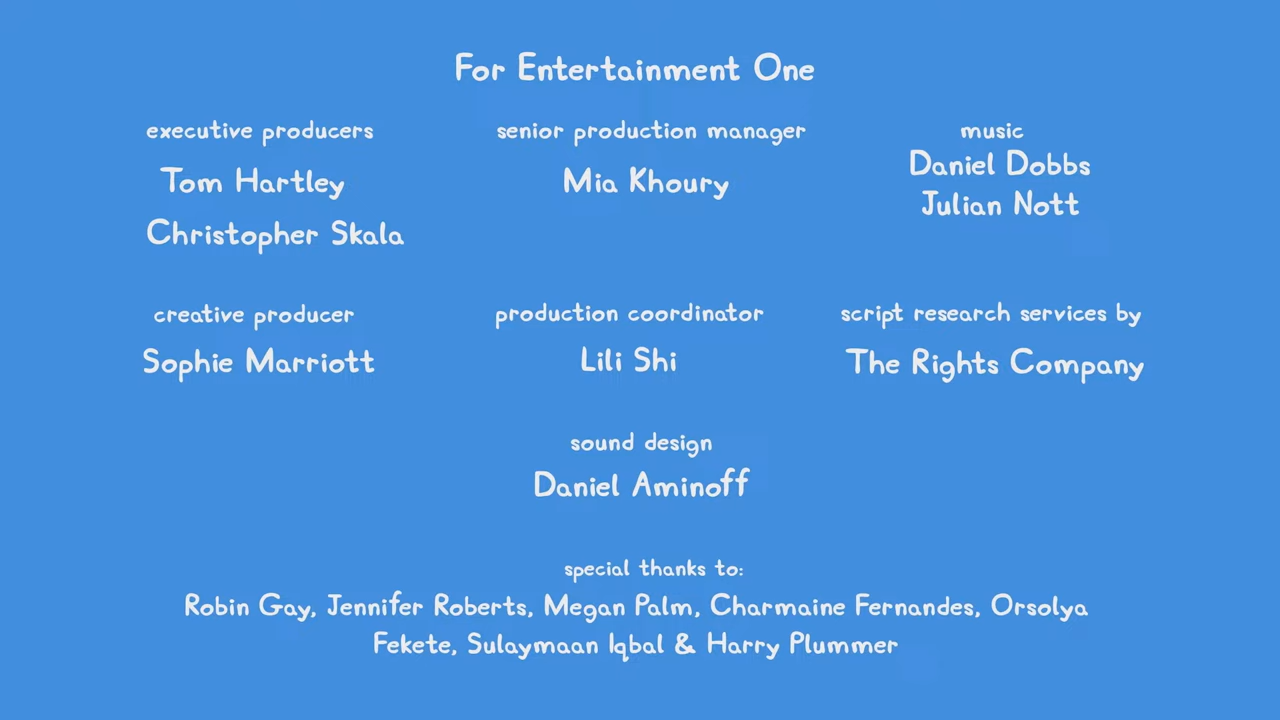 For Entertainment One
executive producers
Tom Hartley
Christopher Skala
senior production manager
Mia Khoury
music
Daniel Dobbs
Julian Nott
creative producer
Sophie Marriott
production coordinator
Lili Shi
script research services by
The Rights Company
sound design
Daniel Aminoff
special thanks to:
Robin Gay, Jennifer Roberts, Megan Palm, Charmaine Fernandes, Orsolya
Fekete, Sulaymaan Iqbal & Harry Plummer